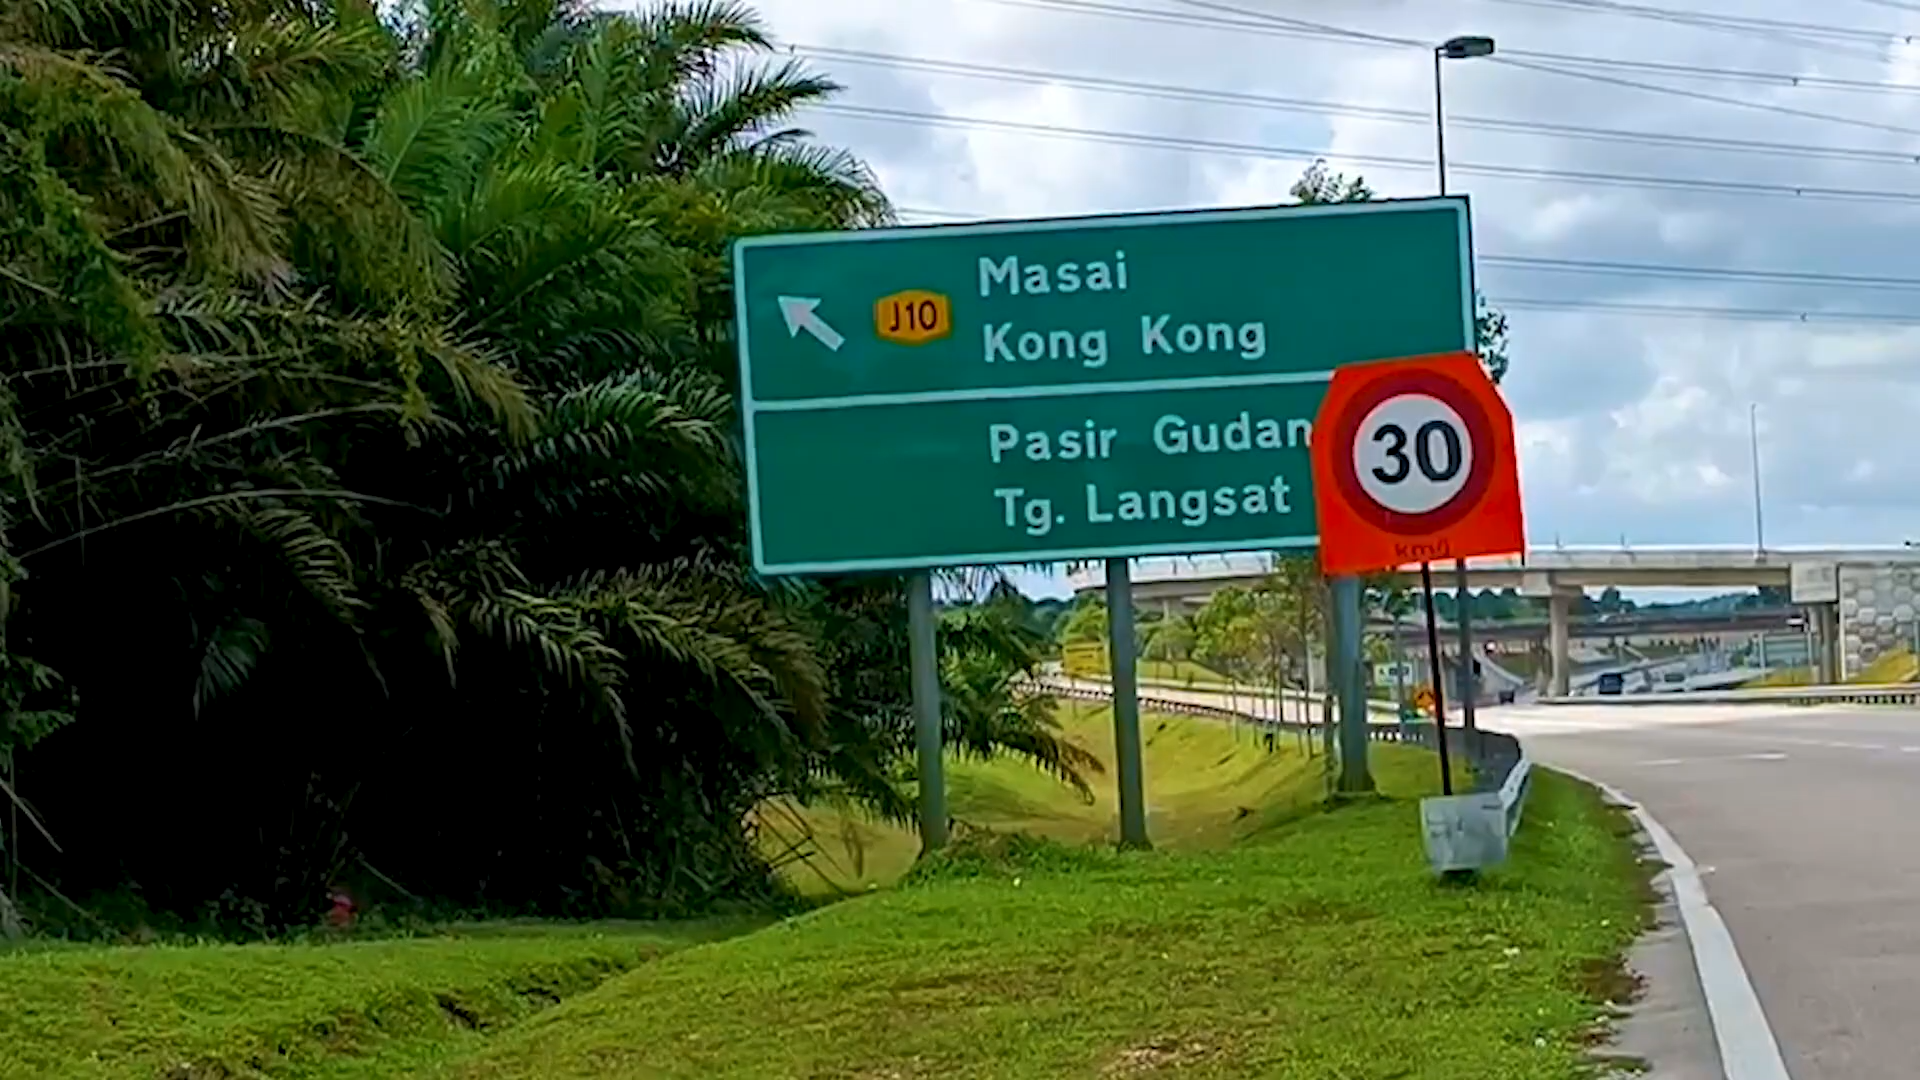 J10
Masai
Kong Kong
Pasir Gudan
Tg. Langsat
30
km/j